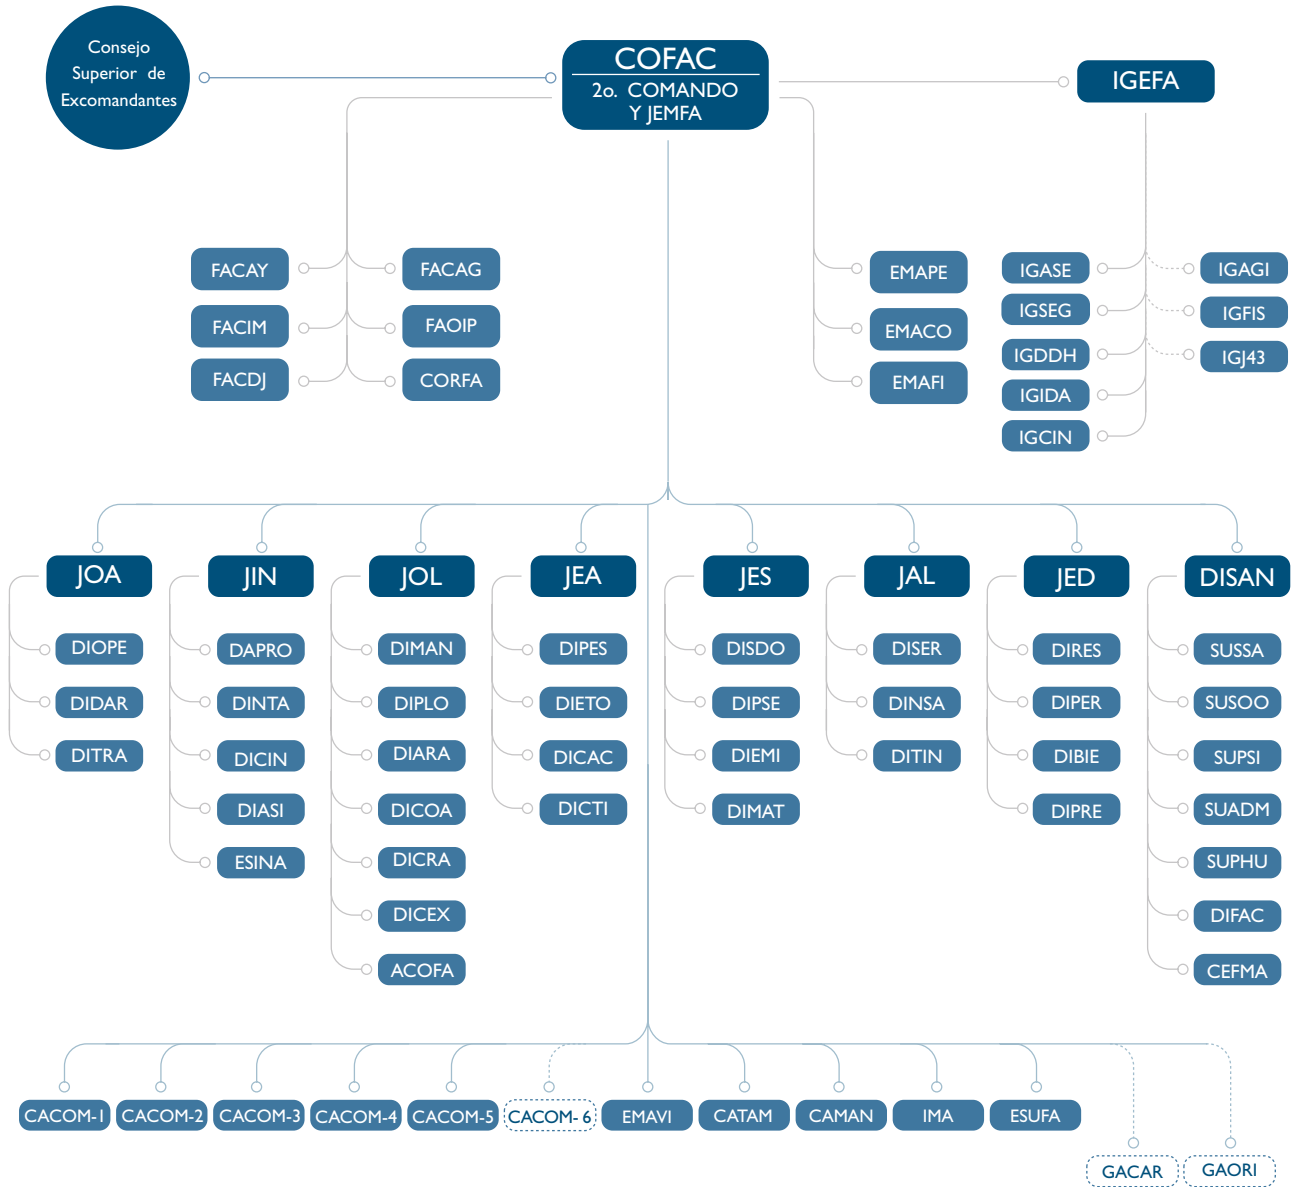 Consejo
Superior de
Excomandantes
COFAC
2o. COMANDO
Y JEMFA
IGEFA
FACAY
FACAG
FACIM
FAOIP
FACDJ
CORFA
EMAPE
EMACO
EMAFI
IGASE
IGSEG
IGDDH
IGIDA
IGCIN
IGAGI
IGFIS
IGJ43
JOA
DIOPE
DIDAR
DITRA
JIN
DAPRO
DINTA
DICIN
DIASI
ESINA
JOL
DIMAN
DIPLO
DIARA
DICOA
DICRA
DICEX
ACOFA
JEA
DIPES
DIETO
DICAC
DICTI
JES
DISDO
DIPSE
DIEMI
DIMAT
JAL
DISER
DINSA
DITIN
JED
DIRES
DIPER
DIBIE
DIPRE
DISAN
SUSSA
SUSOO
SUPSI
SUADM
SUPHU
DIFAC
CEFMA
CACOM-1
CACOM-2
CACOM-3
CACOM-4
CACOM-5
CACOM- 6
EMAVI
CATAM
CAMAN
IMA
ESUFA
GACAR
GAORI